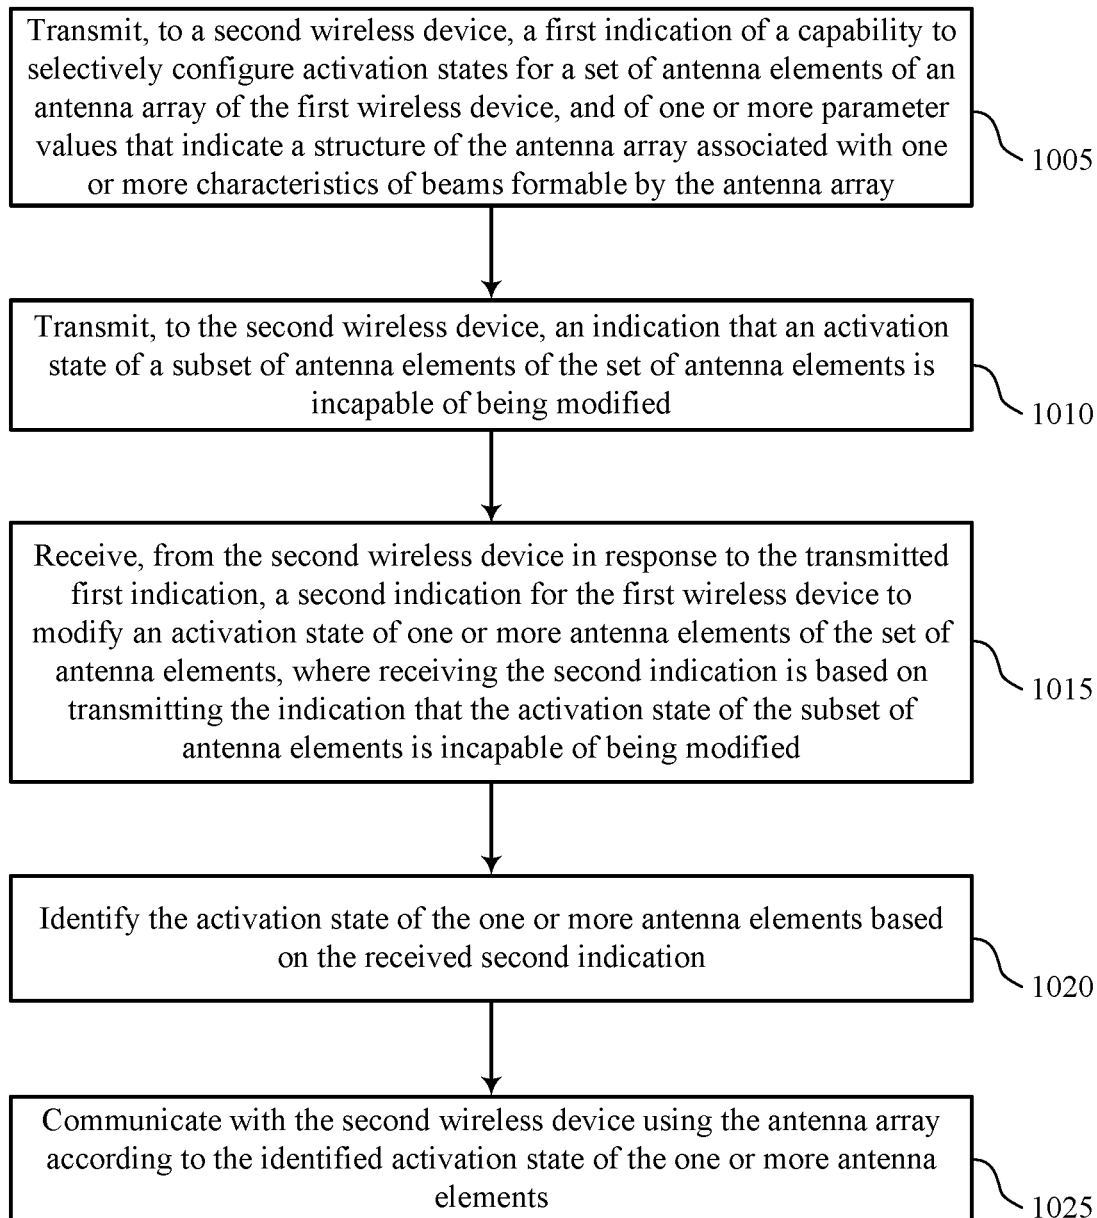 Transmit, to a second wireless device, a first indication of a capability to
selectively configure activation states for a set of antenna elements of an
antenna array of the first wireless device, and of one or more parameter
values that indicate a structure of the antenna array associated with one
or more characteristics of beams formable by the antenna array
1005
Transmit, to the second wireless device, an indication that an activation
state of a subset of antenna elements of the set of antenna elements is
incapable of being modified
1010
Receive, from the second wireless device in response to the transmitted
first indication, a second indication for the first wireless device to
modify an activation state of one or more antenna elements of the set of
antenna elements, where receiving the second indication is based on
transmitting the indication that the activation state of the subset of
antenna elements is incapable of being modified
1015
Identify the activation state of the one or more antenna elements based
on the received second indication
1020
Communicate with the second wireless device using the antenna array
according to the identified activation state of the one or more antenna
elements
1025